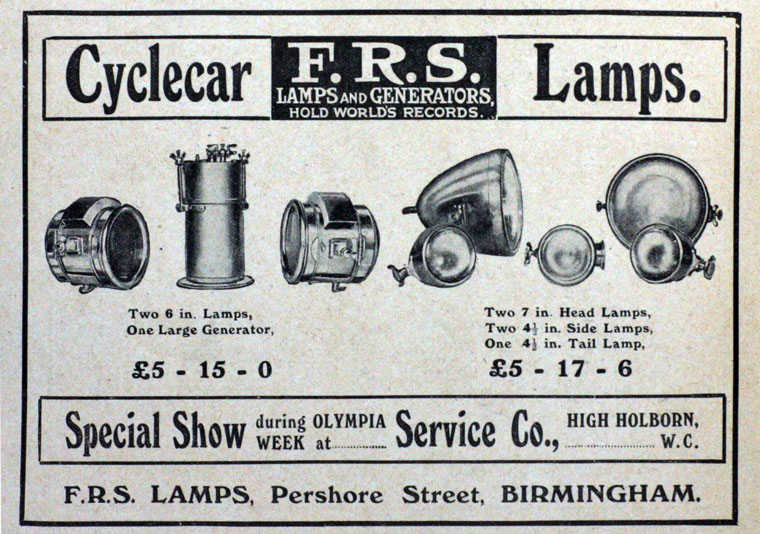 Cyclecar F.R.S. Lamps.
LAMPS AND GENERATORS,
HOLD WORLD'S RECORDS.
Two 6 in. Lamps,
One Large Generator,
£5 - 15 - 0
Two 7 in. Head Lamps,
Two 4½ in. Side Lamps,
One 4½ in. Tail Lamp,
£5 - 17 - 6
Special Show during OLYMPIA WEEK at............ Service Co., HIGH HOLBORN, .................. W.C.
F.R.S. LAMPS, Pershore Street, BIRMINGHAM.